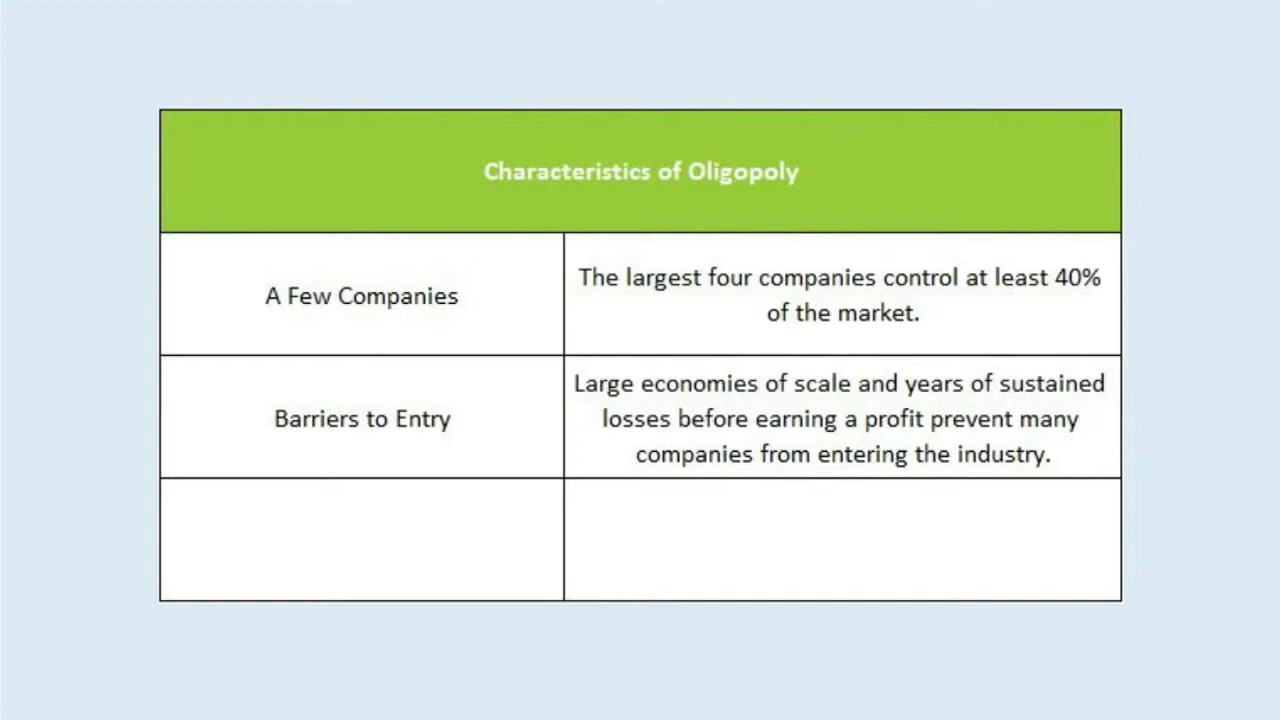 Characteristics of Oligopoly
A Few Companies
The largest four companies control at least 40%
of the market.
Barriers to Entry
Large economies of scale and years of sustained
losses before earning a profit prevent many
companies from entering the industry.